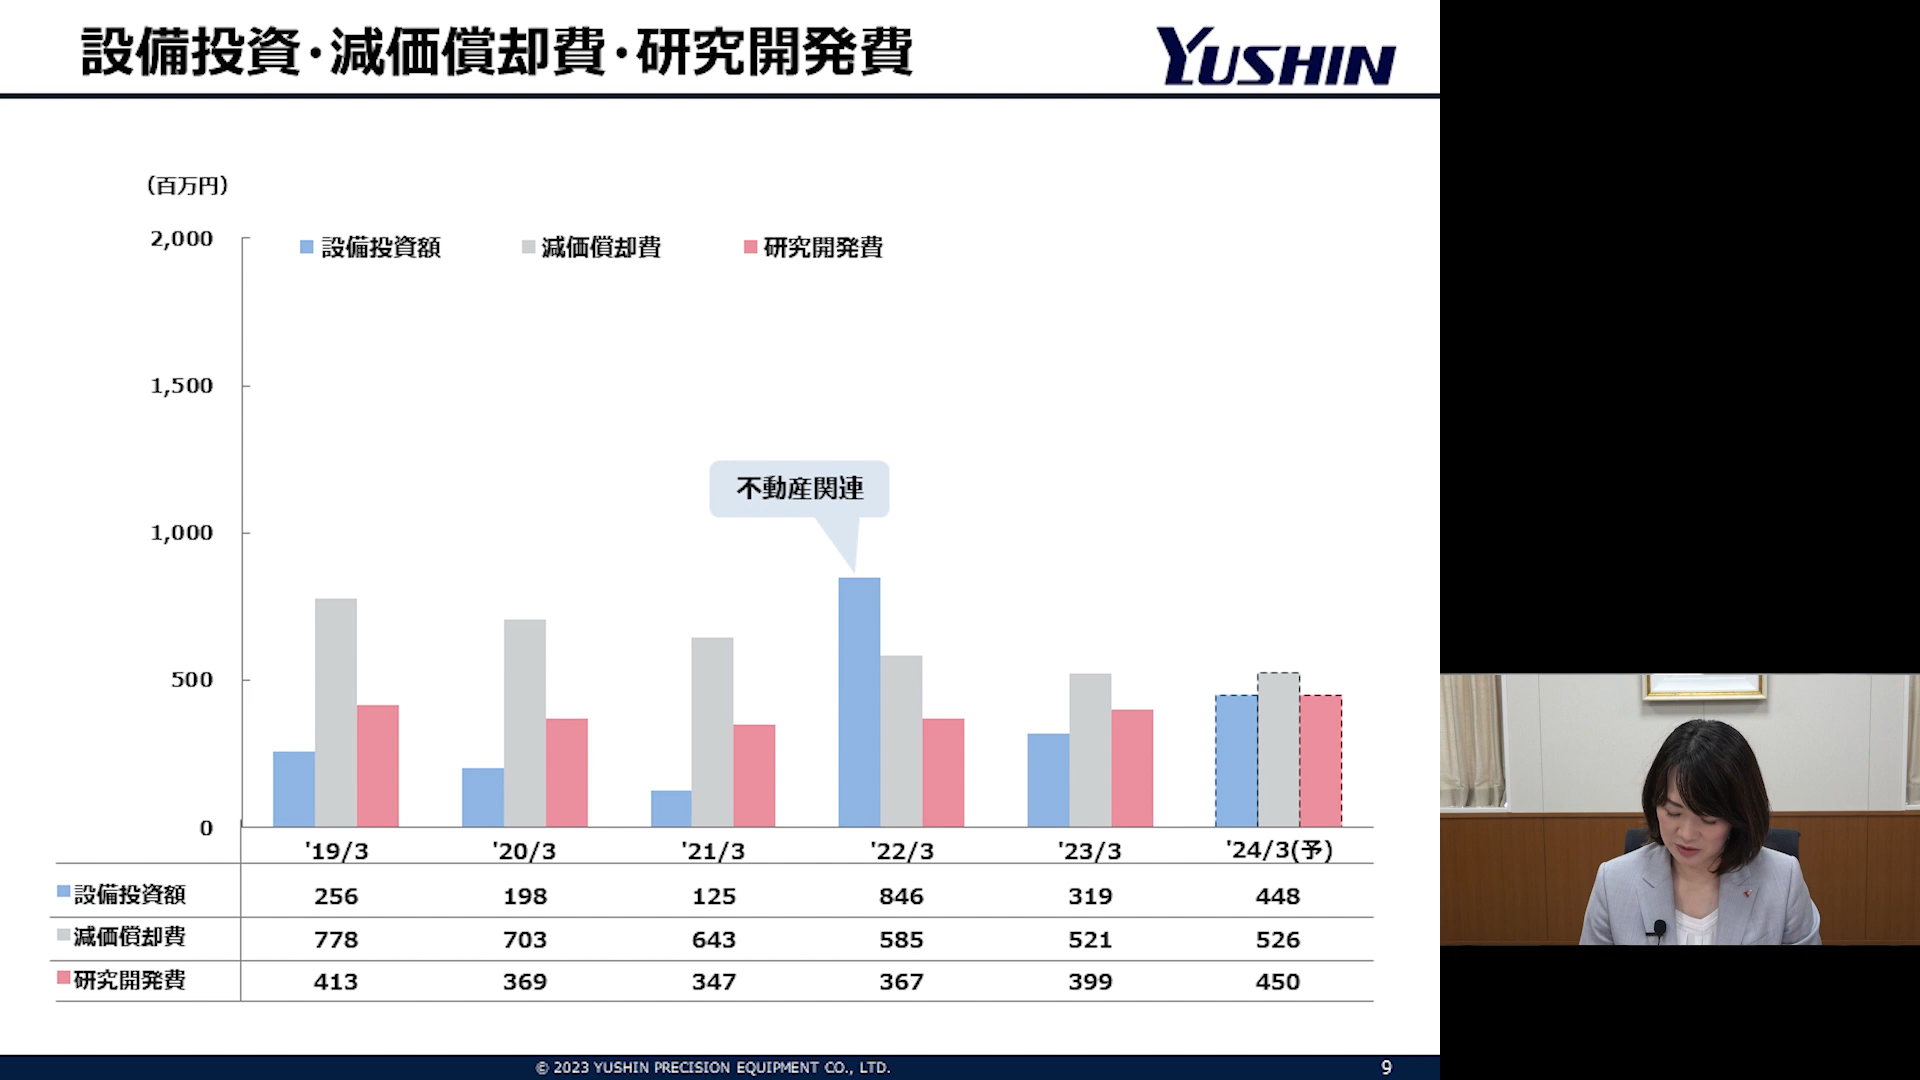 設備投資・減価償却費・研究開発費
YUSHIN
（百万円）
2,000
設備投資額 減価償却費 研究開発費
1,500
不動産関連
1,000
500
0
'19/3 '20/3 '21/3 '22/3 '23/3 '24/3(予)
設備投資額 256 198 125 846 319 448
減価償却費 778 703 643 585 521 526
研究開発費 413 369 347 367 399 450
© 2023 YUSHIN PRECISION EQUIPMENT CO., LTD. 9